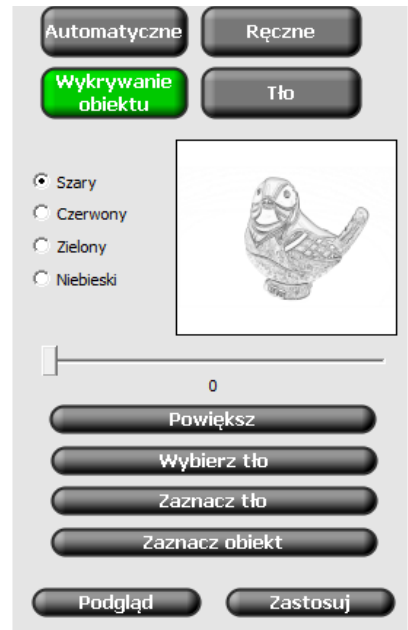 Automatyczne Ręczne
Wykrywanie
obiektu
Tło
Szary
Czerwony
Zielony
Niebieski
0
Powiększ
Wybierz tło
Zaznacz tło
Zaznacz obiekt
Podgląd Zastosuj